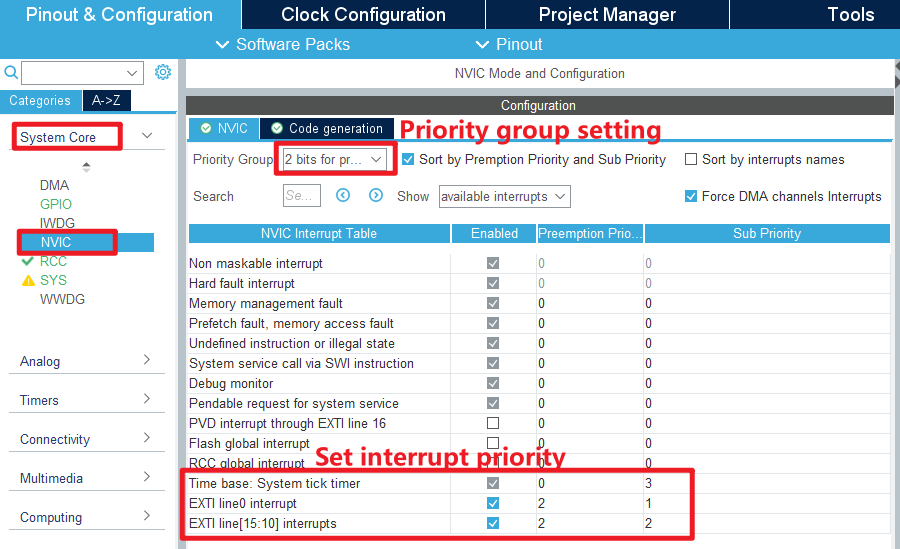 Pinout & Configuration
Clock Configuration
Project Manager
Tools
Software Packs
Pinout
NVIC Mode and Configuration
Categories
A->Z
Configuration
System Core
NVIC
Code generation
Priority group setting
Priority Group
2 bits for pr...
Sort by Premption Priority and Sub Priority
Sort by interrupts names
Search
Se...
Show
available interrupts
Force DMA channels Interrupts
DMA
GPIO
IWDG
NVIC
RCC
SYS
WWDG
Analog
Timers
Connectivity
Multimedia
Computing
NVIC Interrupt Table Enabled Preemption Prio... Sub Priority
Non maskable interrupt 0 0
Hard fault interrupt 0 0
Memory management fault 0 0
Prefetch fault, memory access fault 0 0
Undefined instruction or illegal state 0 0
System service call via SWI instruction 0 0
Debug monitor 0 0
Pendable request for system service 0 0
PVD interrupt through EXTI line 16 0 0
Flash global interrupt 0 0
RCC global interrupt 0 0
Set interrupt priority
Time base: System tick timer 0 3
EXTI line0 interrupt 2 1
EXTI line[15:10] interrupts 2 2